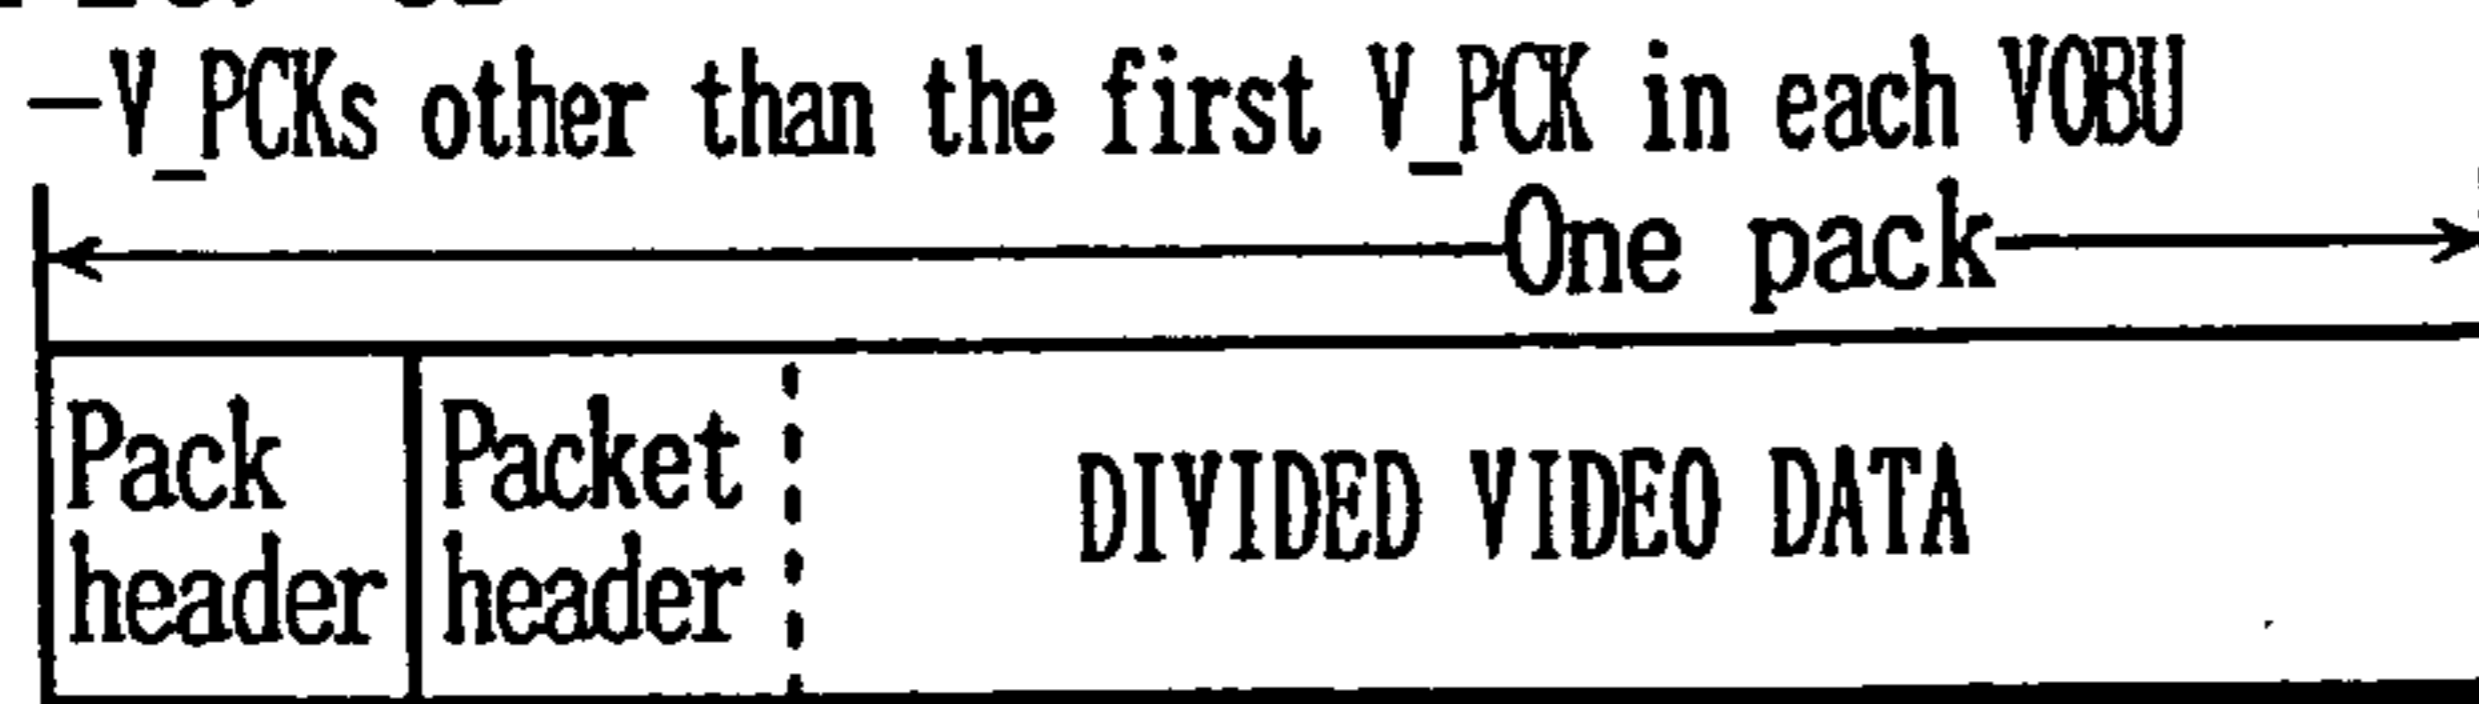 —V_PCKs other than the first V_PCK in each VOBU
One pack
Pack header
Packet header
DIVIDED VIDEO DATA